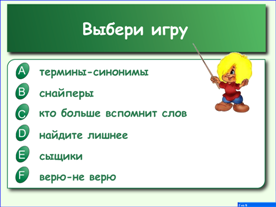 Выбери игру
A термины-синонимы
B снайперы
C кто больше вспомнит слов
D найдите лишнее
E сыщики
F верю-не верю